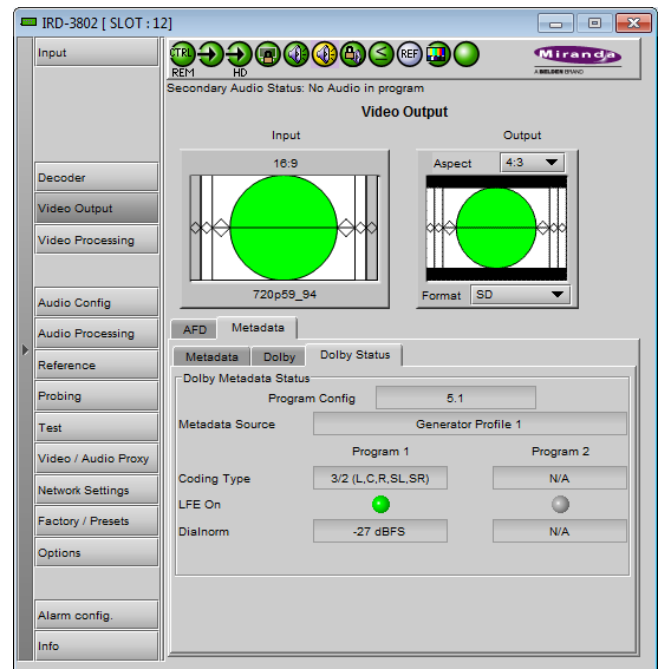 IRD-3802 [ SLOT : 12]
Input
Decoder
Video Output
Video Processing
Audio Config
Audio Processing
Reference
Probing
Test
Video / Audio Proxy
Network Settings
Factory / Presets
Options
Alarm config.
Info
CTRL
REF
REM HD
Miranda
A BELDEN BRAND
Secondary Audio Status: No Audio in program
Video Output
Input
Output
16:9
720p59_94
Aspect 4:3
Format SD
AFD Metadata
Metadata Dolby Dolby Status
Dolby Metadata Status
Program Config 5.1
Metadata Source Generator Profile 1
Program 1 Program 2
Coding Type 3/2 (L,C,R,SL,SR) N/A
LFE On
Dialnorm -27 dBFS N/A